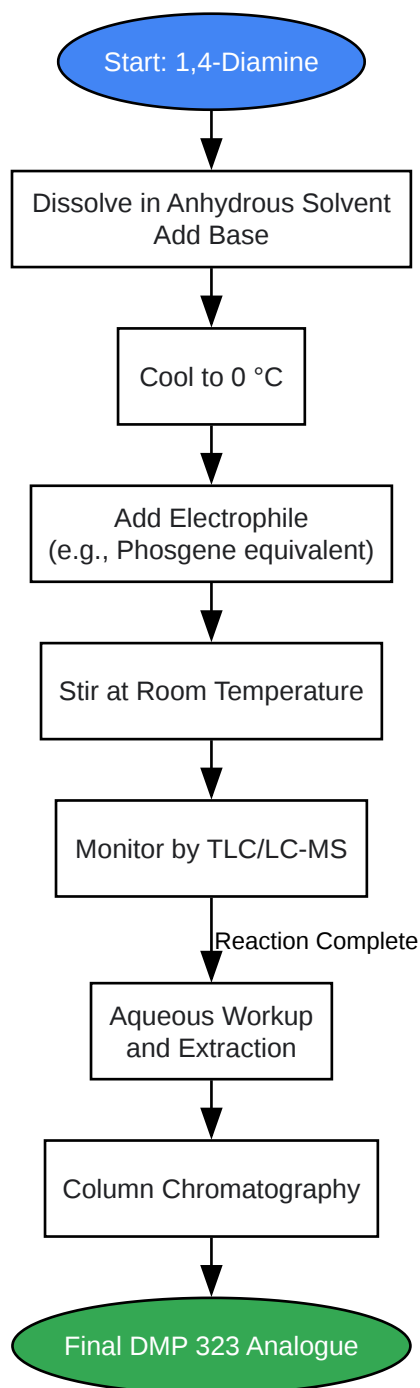 Start: 1,4-Diamine
Dissolve in Anhydrous Solvent
Add Base
Cool to 0 °C
Add Electrophile
(e.g., Phosgene equivalent)
Stir at Room Temperature
Monitor by TLC/LC-MS
Reaction Complete
Aqueous Workup
and Extraction
Column Chromatography
Final DMP 323 Analogue